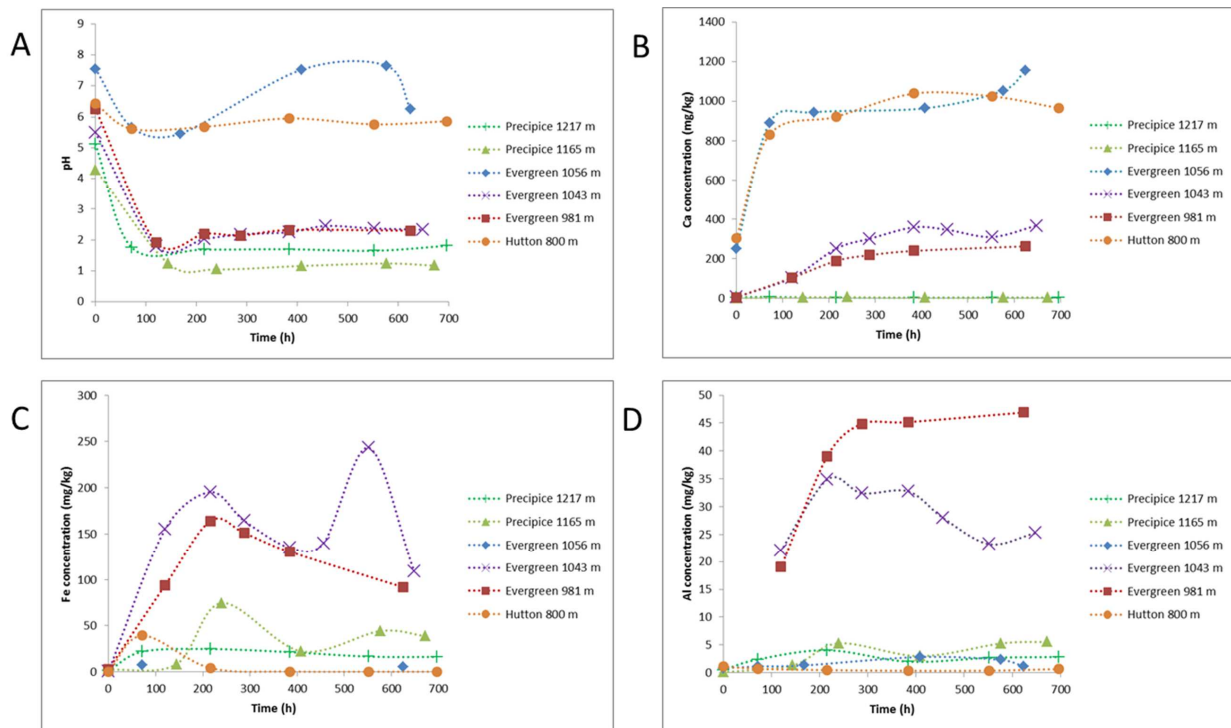 A
9
8
7
6
5
4
3
2
1
0
pH
0 100 200 300 400 500 600 700
Time (h)
Precipice 1217 m
Precipice 1165 m
Evergreen 1056 m
Evergreen 1043 m
Evergreen 981 m
Hutton 800 m
B
1400
1200
1000
800
600
400
200
0
Ca concentration (mg/kg)
0 100 200 300 400 500 600 700
Time (h)
Precipice 1217 m
Precipice 1165 m
Evergreen 1056 m
Evergreen 1043 m
Evergreen 981 m
Hutton 800 m
C
300
250
200
150
100
50
0
Fe concentration (mg/kg)
0 100 200 300 400 500 600 700
Time (h)
Precipice 1217 m
Precipice 1165 m
Evergreen 1056 m
Evergreen 1043 m
Evergreen 981 m
Hutton 800 m
D
50
45
40
35
30
25
20
15
10
5
0
Al concentration (mg/kg)
0 100 200 300 400 500 600 700
Time (h)
Precipice 1217 m
Precipice 1165 m
Evergreen 1056 m
Evergreen 1043 m
Evergreen 981 m
Hutton 800 m